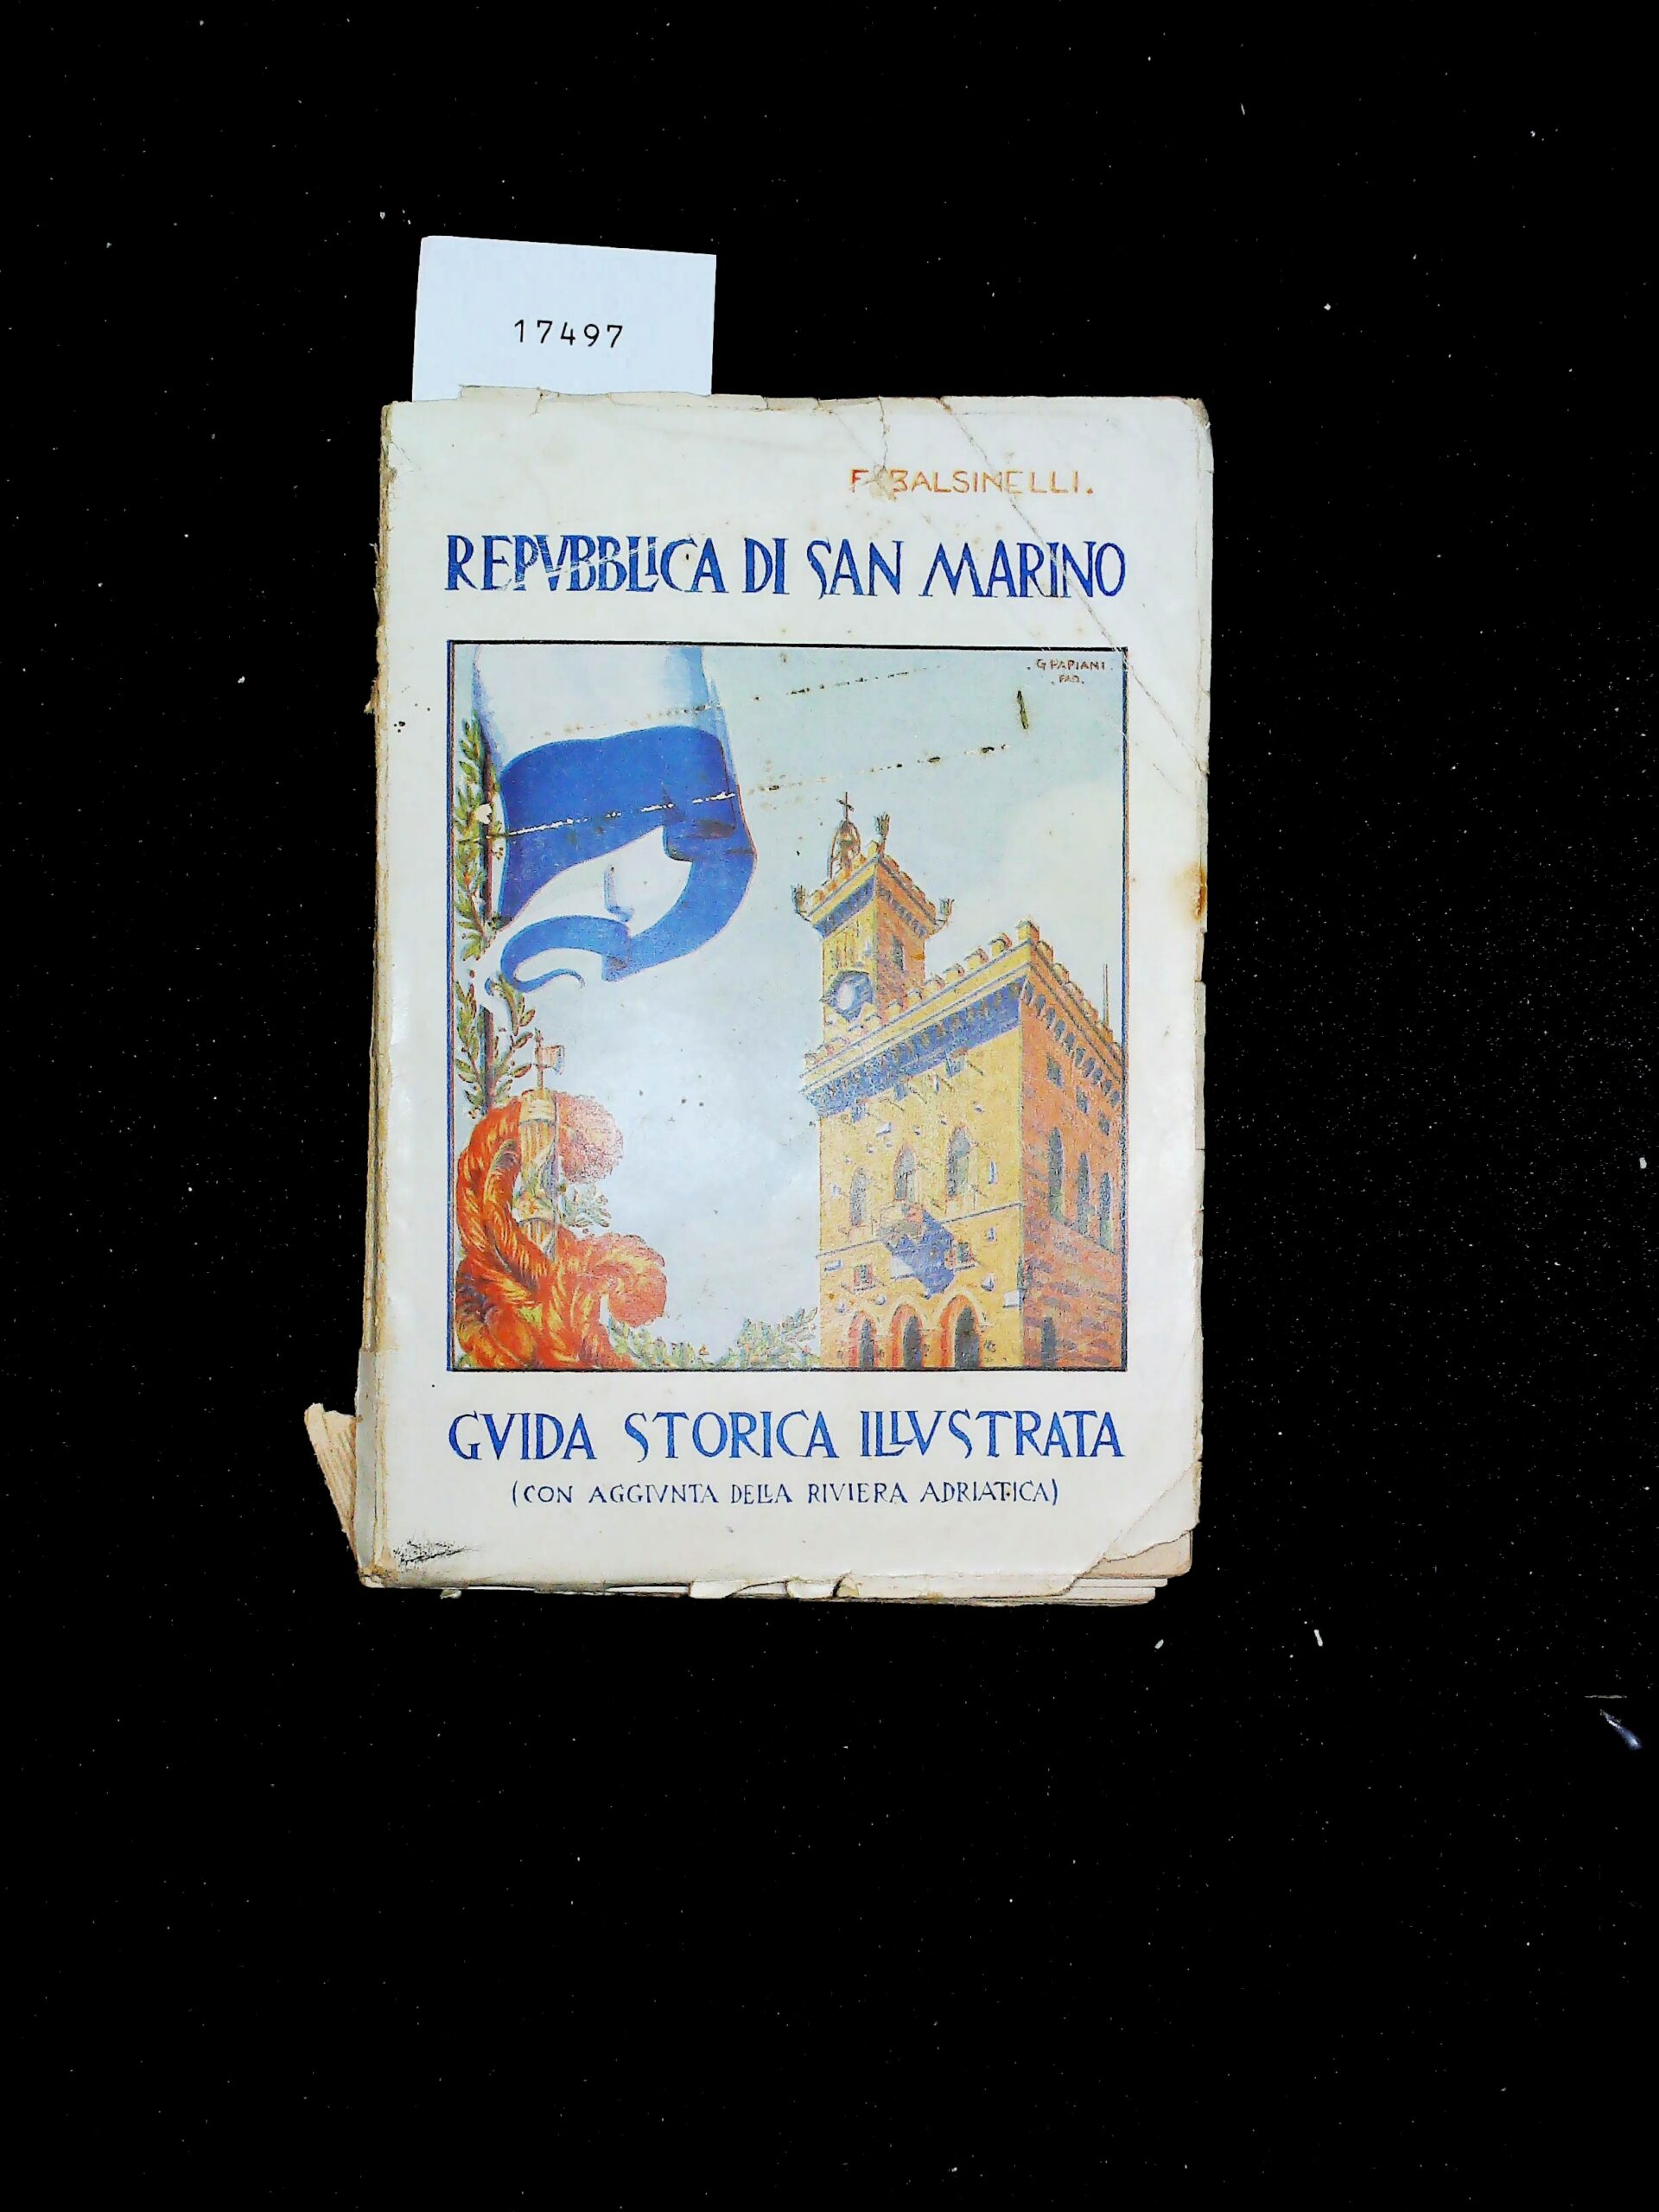 17497
F. BALSINELLI.
REPVBBLICA DI SAN MARINO
G PAPIANI
GVIDA STORICA ILLVSTRATA
(CON AGGIVNTA DELLA RIVIERA ADRIATICA)